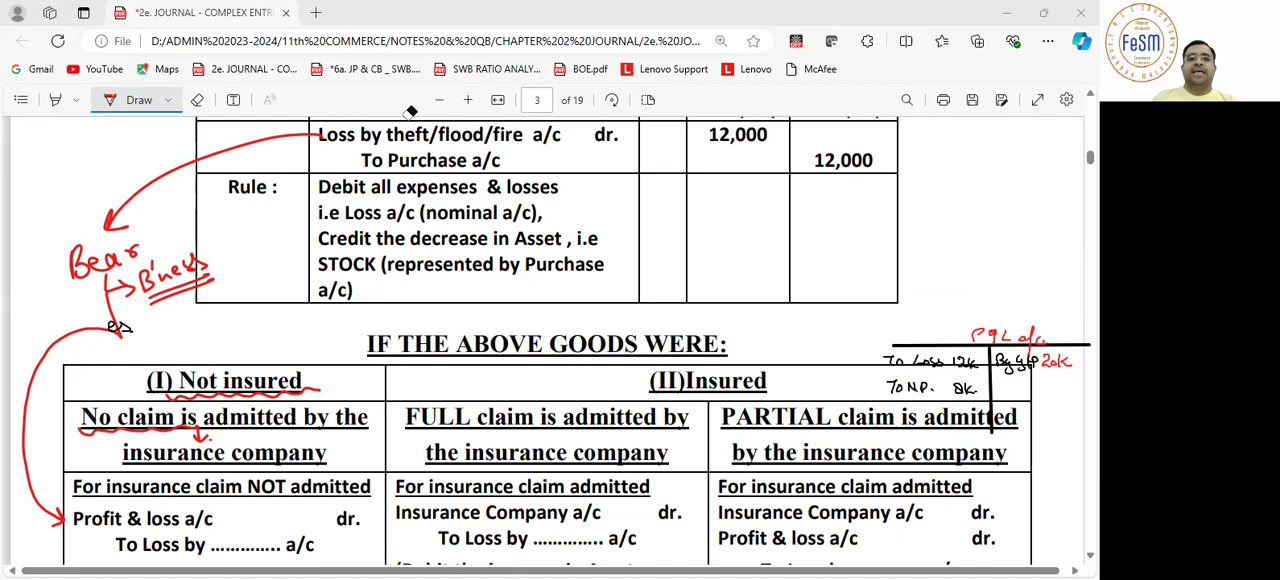 *2e. JOURNAL - COMPLEX ENTR
File D:/ADMIN%202023-2024/11th%20COMMERCE/NOTES%20&%20QB/CHAPTER%202%20JOURNAL/2e.%20JO...
Gmail YouTube Maps 2e. JOURNAL - CO... *6a. JP & CB _ SWB.... SWB RATIO ANALY... BOE.pdf Lenovo Support Lenovo McAfee
Draw 3 of 19
FeSM
Loss by theft/flood/fire a/c dr. 12,000
To Purchase a/c 12,000
Rule : Debit all expenses & losses
i.e Loss a/c (nominal a/c),
Credit the decrease in Asset , i.e
STOCK (represented by Purchase
a/c)
Bear
B'ness
IF THE ABOVE GOODS WERE:
P & L a/c
To Loss 12k By G.P 20k
To NP. 8k
(I) Not insured (II)Insured
No claim is admitted by the FULL claim is admitted by PARTIAL claim is admitted
insurance company the insurance company by the insurance company
For insurance claim NOT admitted For insurance claim admitted For insurance claim admitted
Profit & loss a/c dr. Insurance Company a/c dr. Insurance Company a/c dr.
To Loss by ………….. a/c To Loss by ………….. a/c Profit & loss a/c dr.